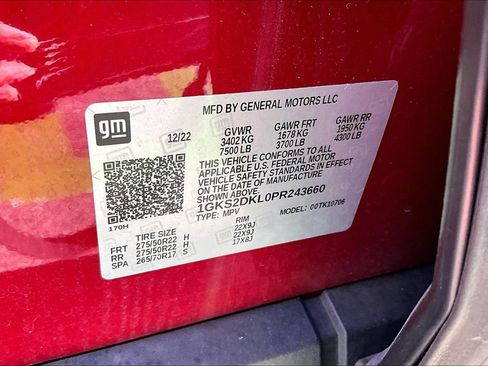 gm
MFD BY GENERAL MOTORS LLC
12/22 GVWR GAWR FRT GAWR RR
3402 KG 1678 KG 1950 KG
7500 LB 3700 LB 4300 LB
THIS VEHICLE CONFORMS TO ALL APPLICABLE
U.S. FEDERAL MOTOR
VEHICLE SAFETY STANDARDS IN EFFECT
ON THE DATE OF MANUFACTURE
SHOWN ABOVE.
1GKS2DKL0PR243660
TYPE: MPV MODEL: 00TK10706
170H
TIRE SIZE RIM
FRT 275/50R22 H 22X9J
RR 275/50R22 H 22X9J
SPA 265/70R17 S 17X8J